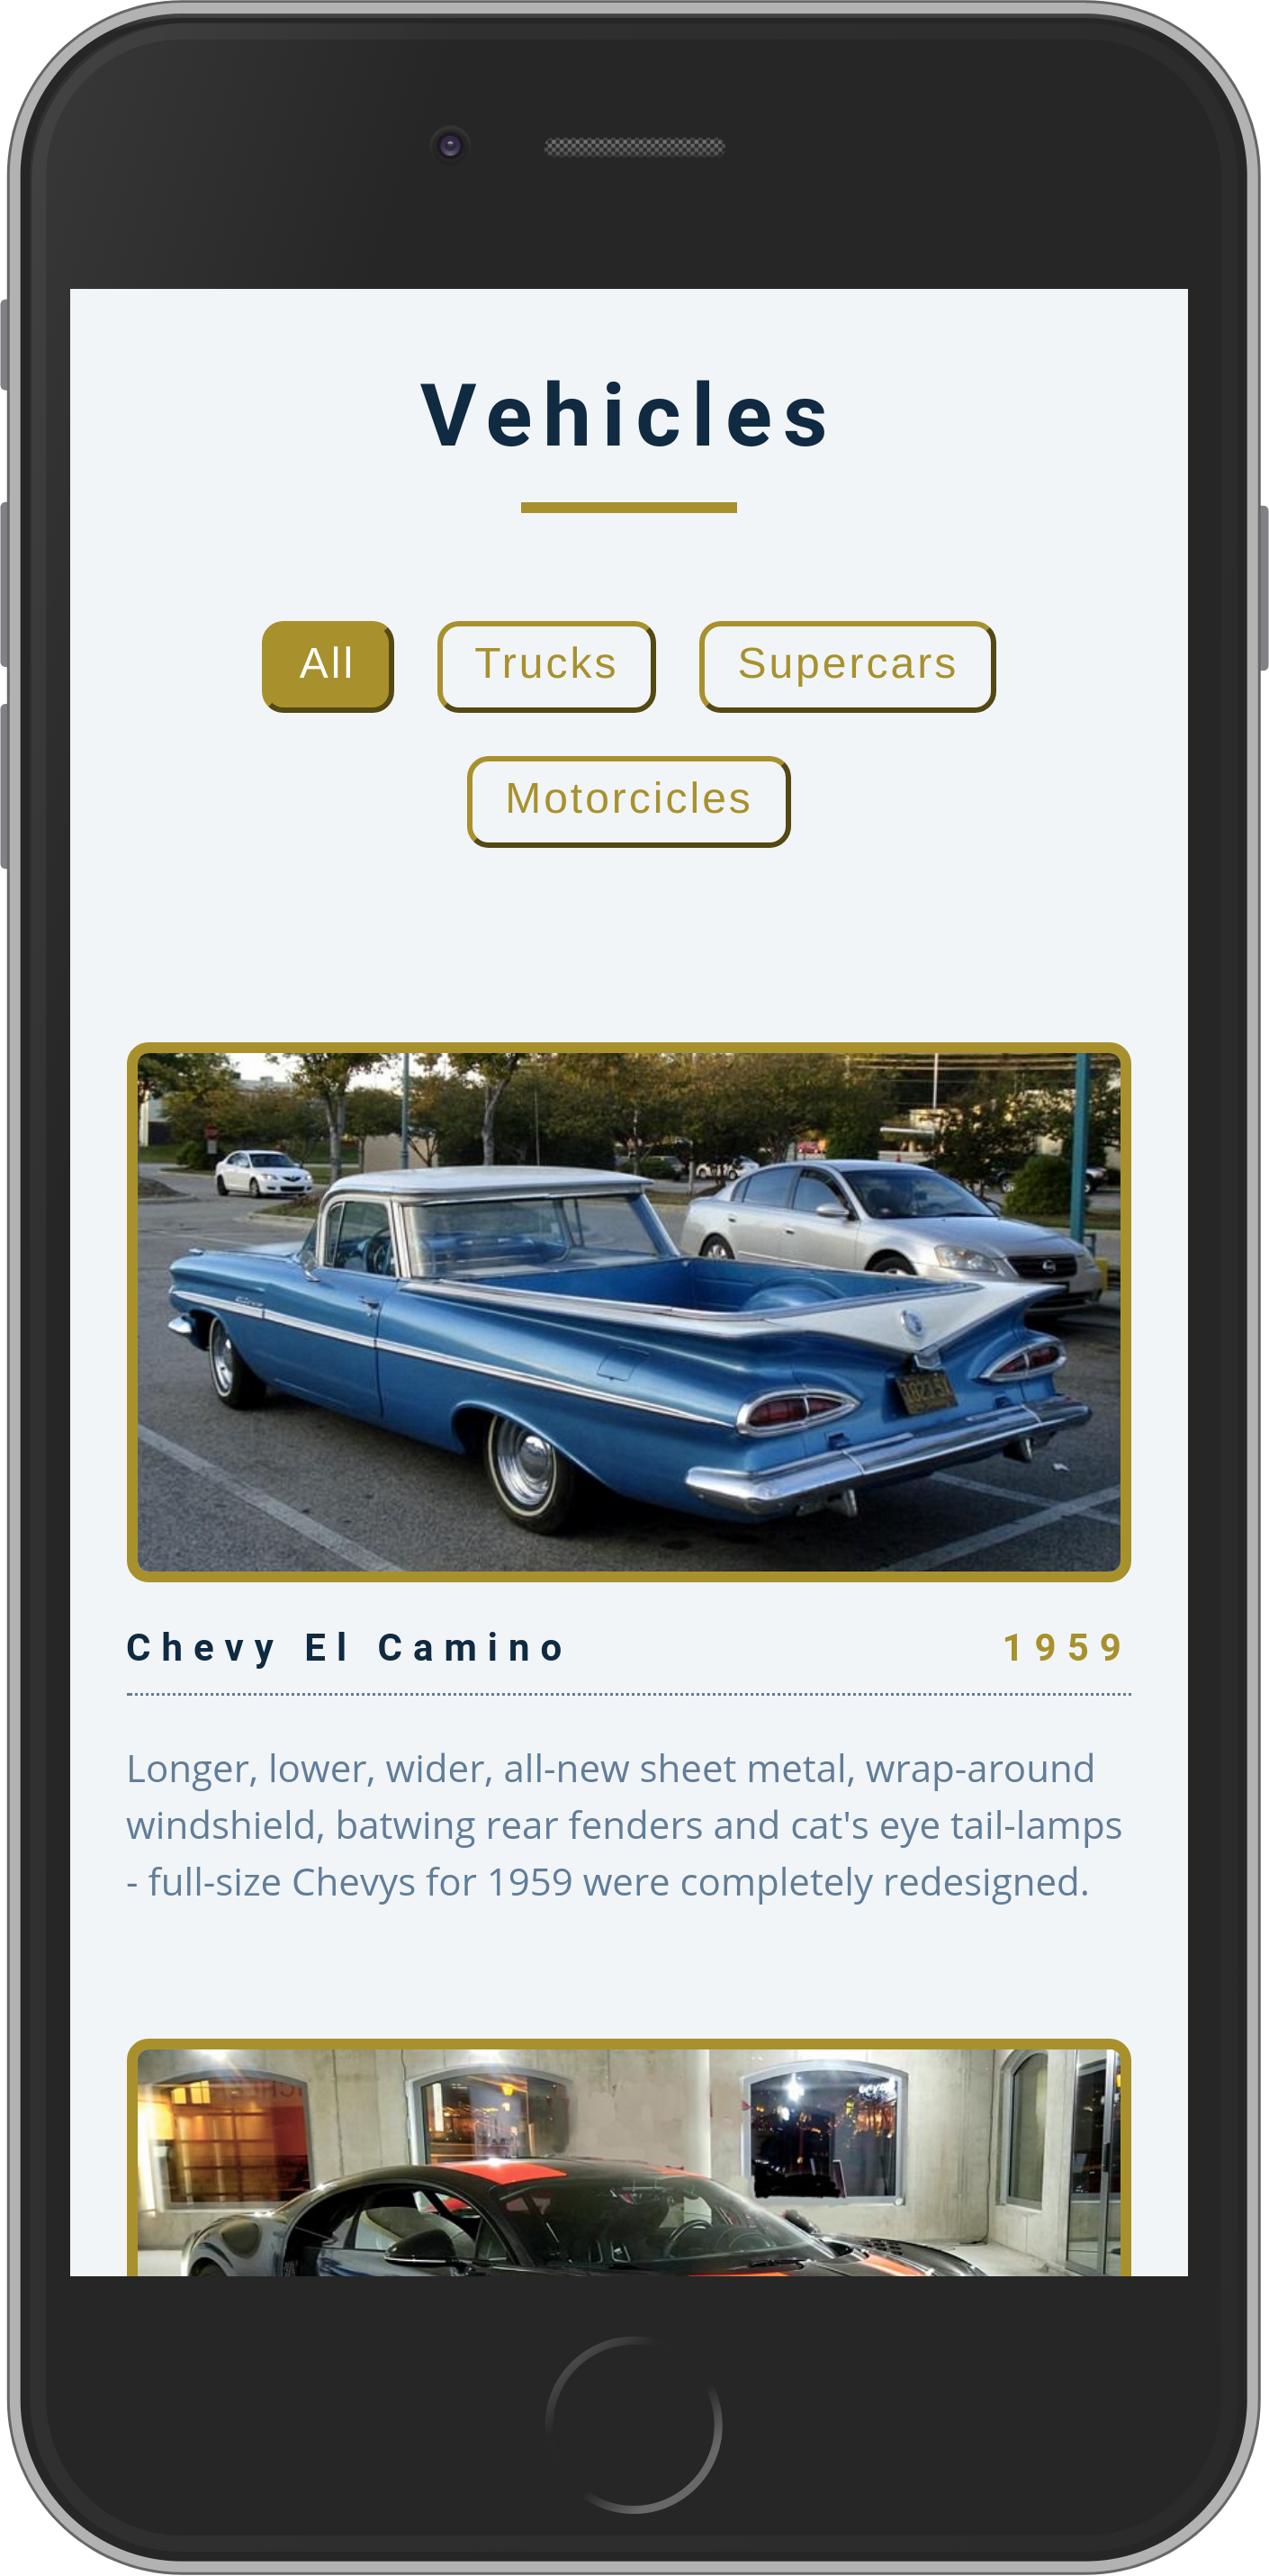 Vehicles
All
Trucks
Supercars
Motorcicles
Chevy El Camino
1959
Longer, lower, wider, all-new sheet metal, wrap-around
windshield, batwing rear fenders and cat's eye tail-lamps
- full-size Chevys for 1959 were completely redesigned.